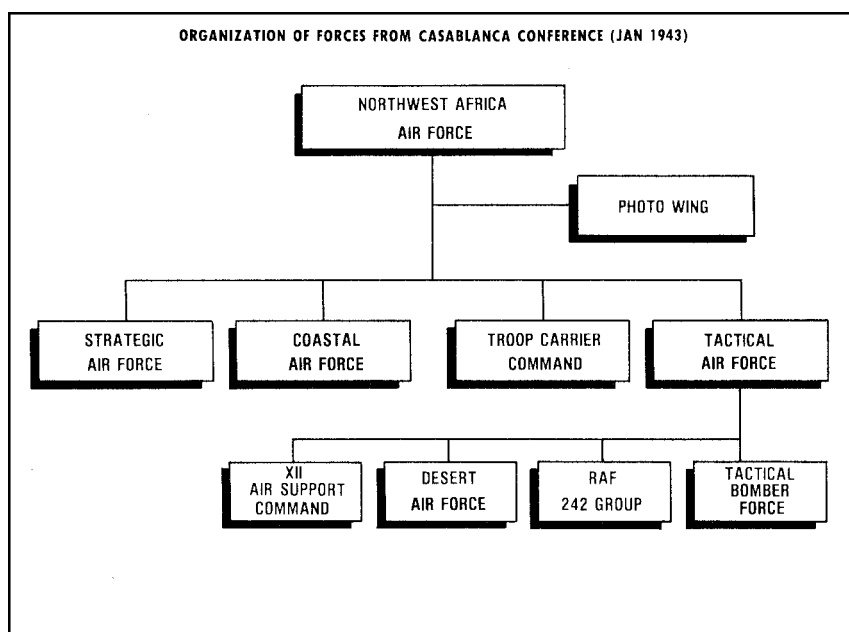 ORGANIZATION OF FORCES FROM CASABLANCA CONFERENCE (JAN 1943)
NORTHWEST AFRICA
AIR FORCE
PHOTO WING
STRATEGIC
AIR FORCE
COASTAL
AIR FORCE
TROOP CARRIER
COMMAND
TACTICAL
AIR FORCE
XII
AIR SUPPORT
COMMAND
DESERT
AIR FORCE
RAF
242 GROUP
TACTICAL
BOMBER
FORCE